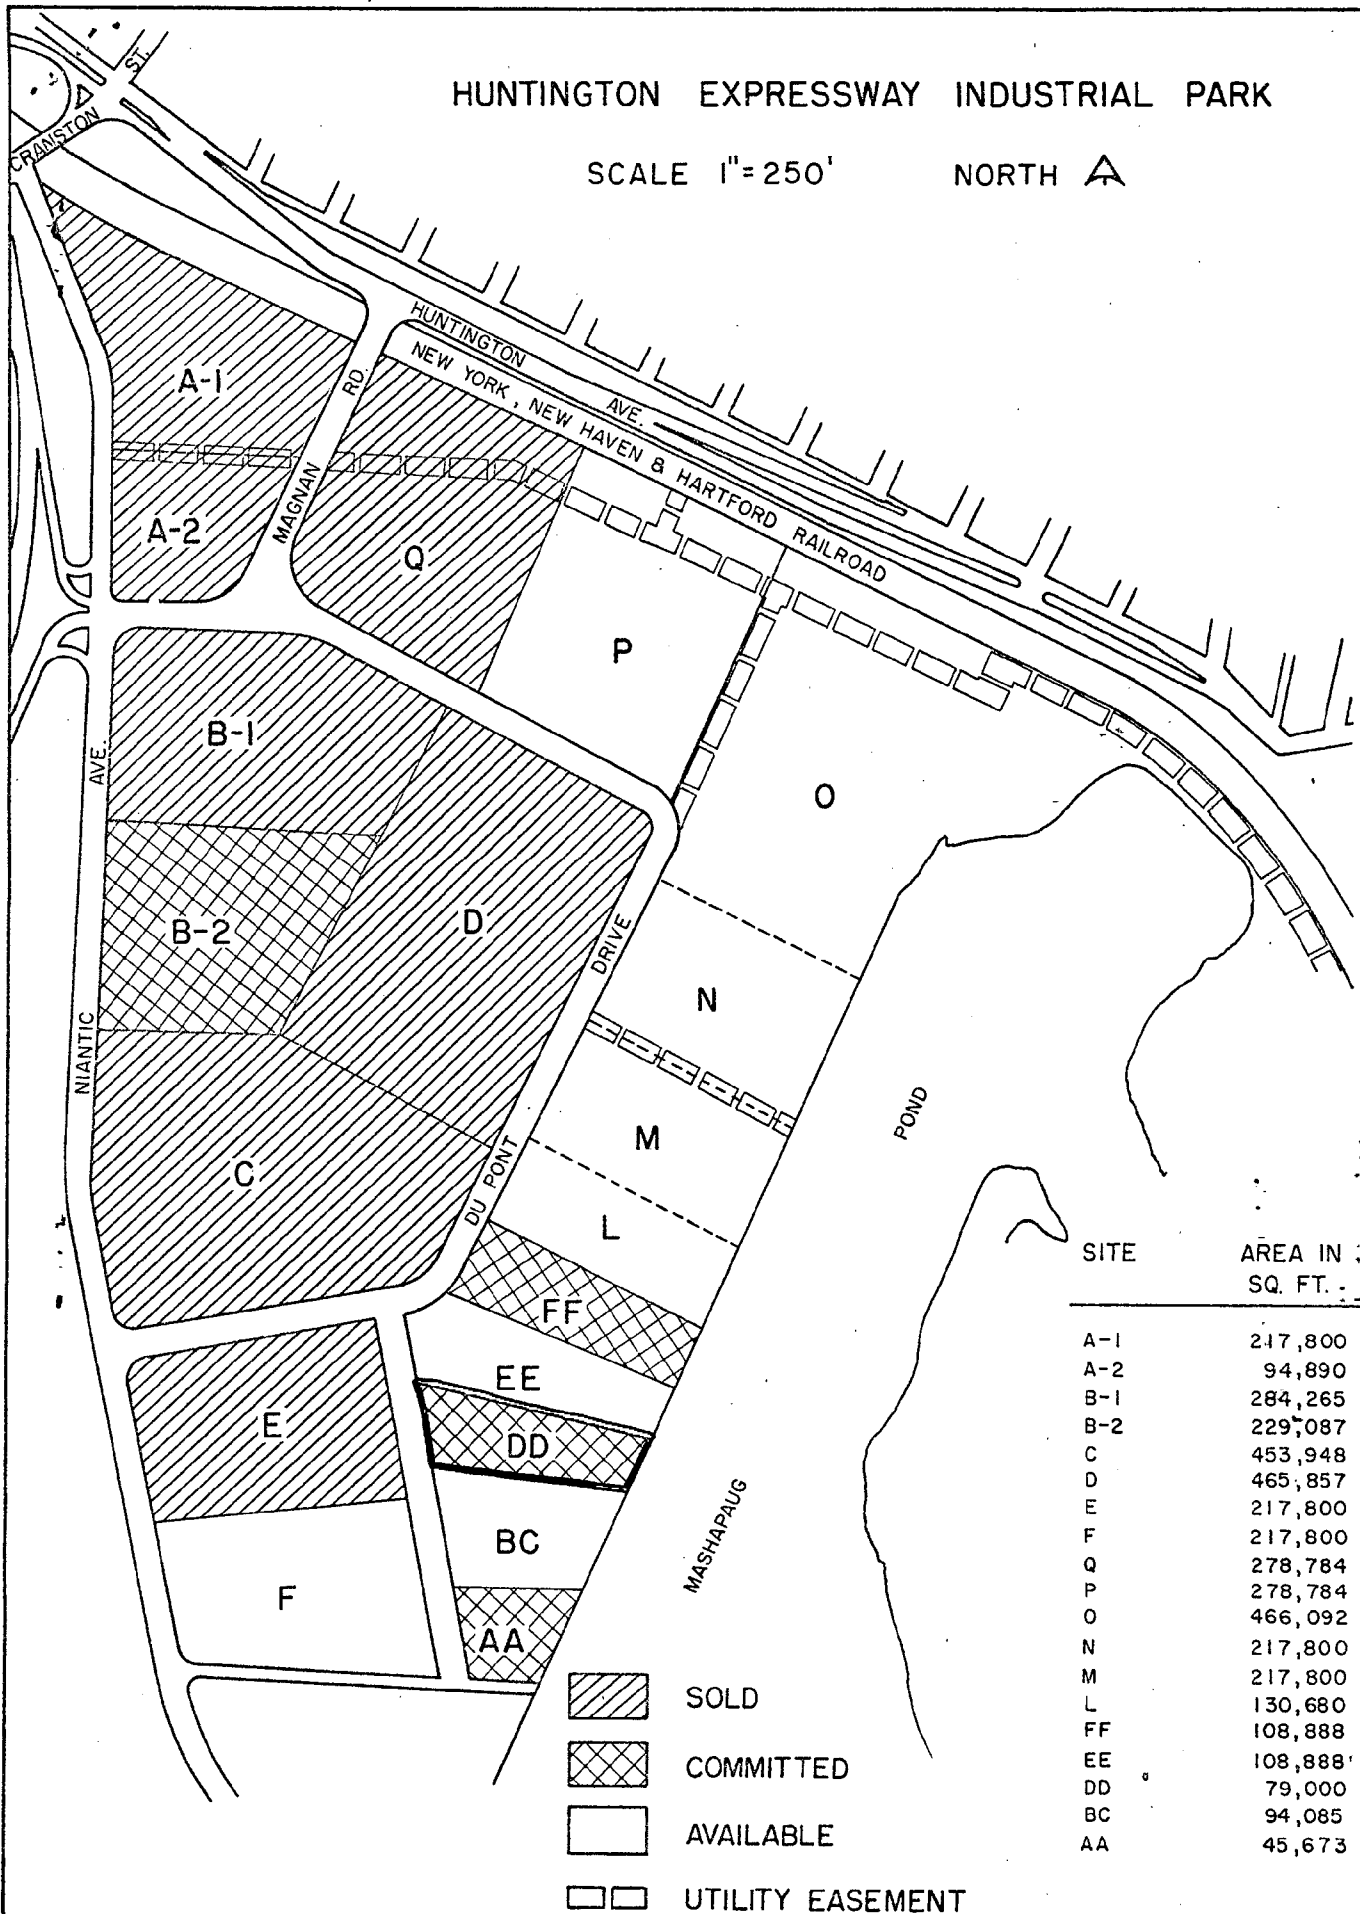 HUNTINGTON EXPRESSWAY INDUSTRIAL PARK
SCALE 1"=250' NORTH
ST.
CRANSTON
HUNTINGTON AVE.
NEW YORK, NEW HAVEN & HARTFORD RAILROAD
A-1
MAGNAN RD.
A-2
Q
P
B-1
O
NIANTIC AVE.
B-2
D
DU PONT DRIVE
N
M
C
L
FF
EE
DD
E
BC
F
AA
MASHAPAUG POND
SITE AREA IN
SQ. FT.
A-1 217,800
A-2 94,890
B-1 284,265
B-2 229,087
C 453,948
D 465,857
E 217,800
F 217,800
Q 278,784
P 278,784
O 466,092
N 217,800
M 217,800
L 130,680
FF 108,888
EE 108,888
DD 79,000
BC 94,085
AA 45,673
SOLD
COMMITTED
AVAILABLE
UTILITY EASEMENT